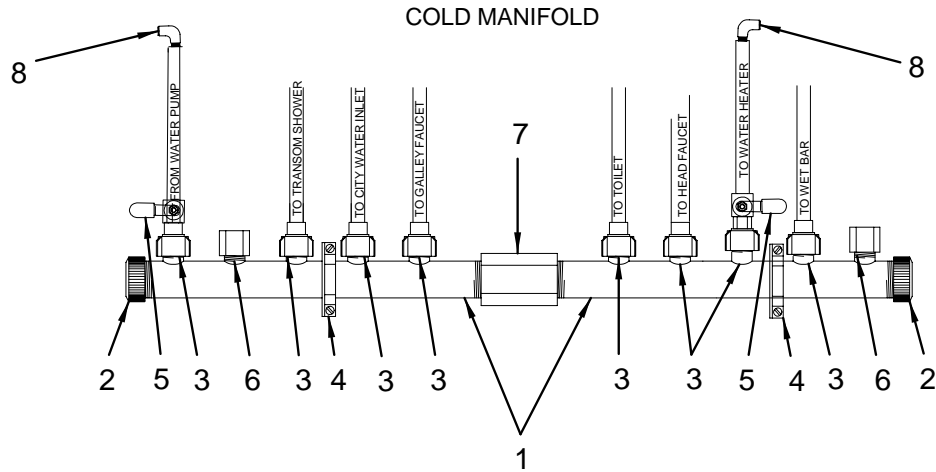 COLD MANIFOLD
8
8
7
FROM WATER PUMP
TO TRANSOM SHOWER
TO CITY WATER INLET
TO GALLEY FAUCET
TO TOILET
TO HEAD FAUCET
TO WATER HEATER
TO WET BAR
2 5 3 6 3 4 3 3 3 3 5 4 3 6 2
1